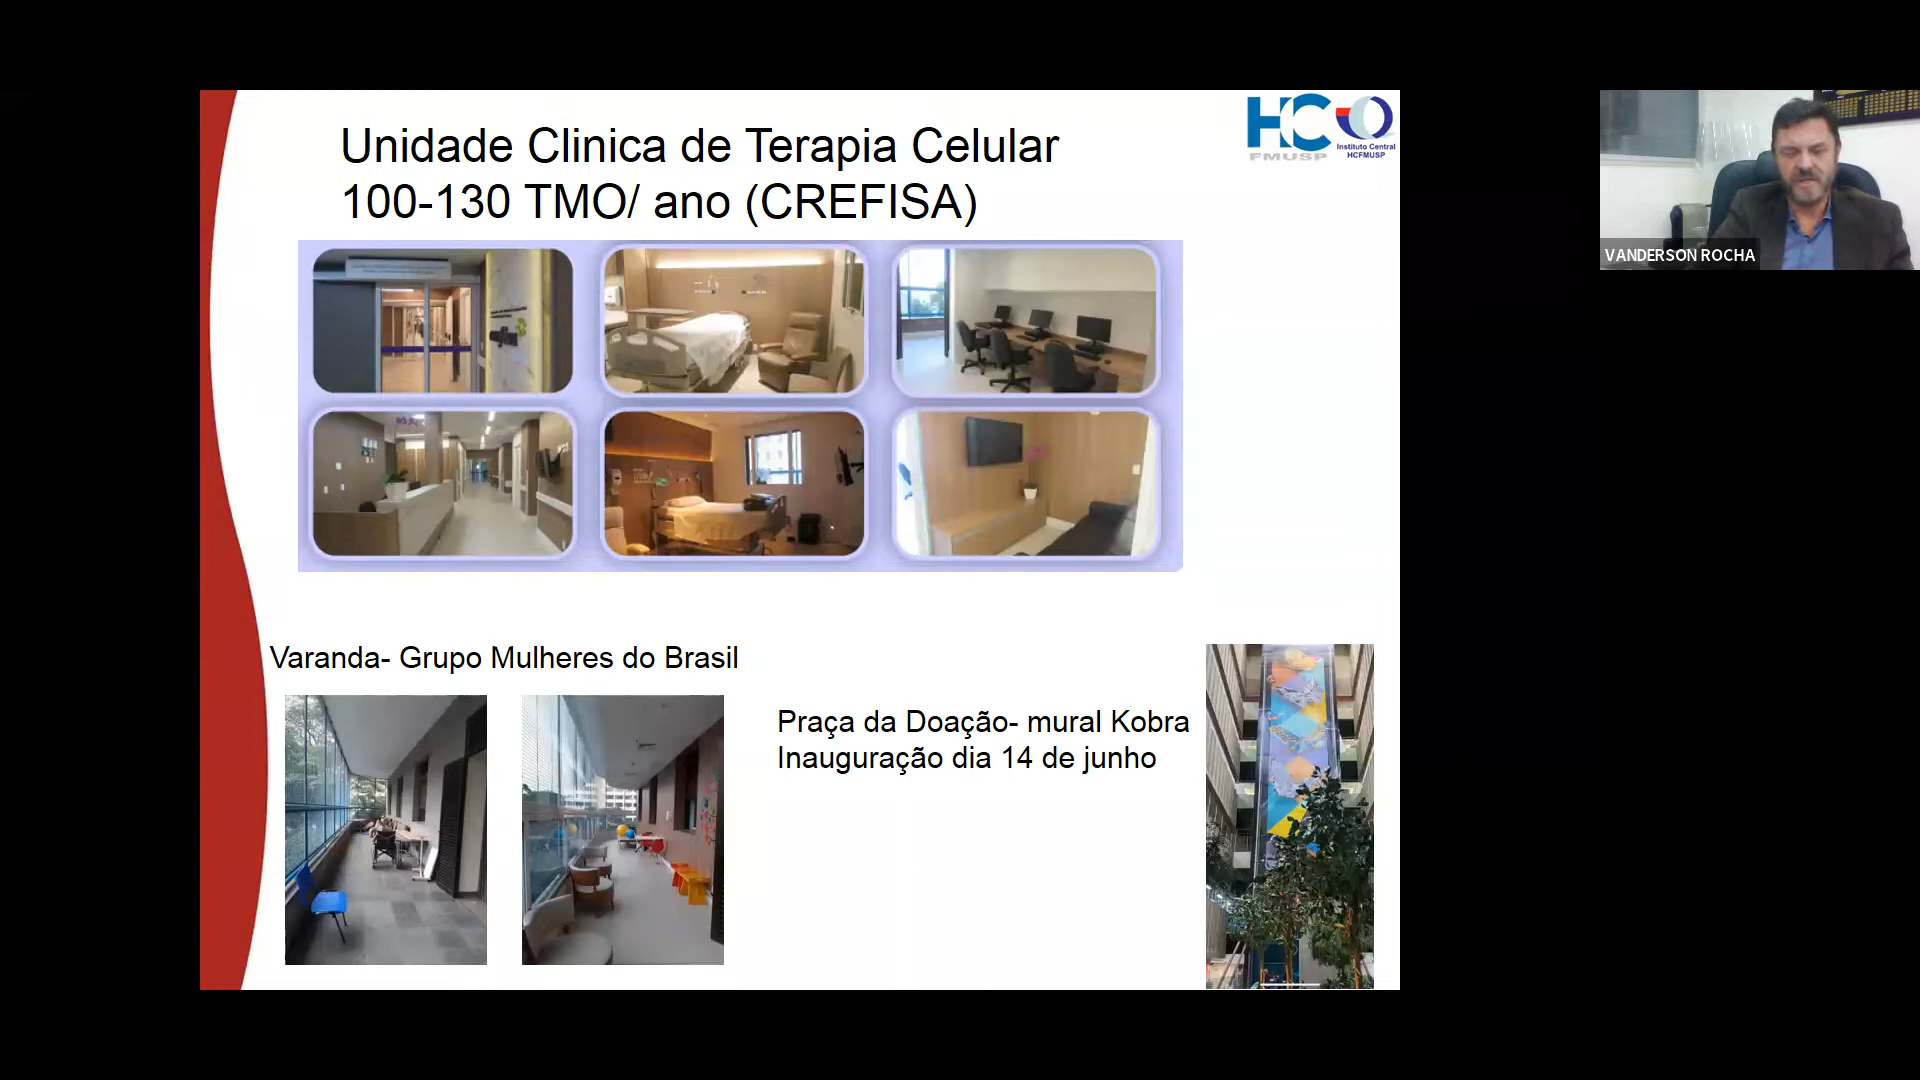 Unidade Clinica de Terapia Celular
100-130 TMO/ ano (CREFISA)
HC
FMUSP
Instituto Central
HCFMUSP
VANDERSON ROCHA
Varanda- Grupo Mulheres do Brasil
Praça da Doação- mural Kobra
Inauguração dia 14 de junho